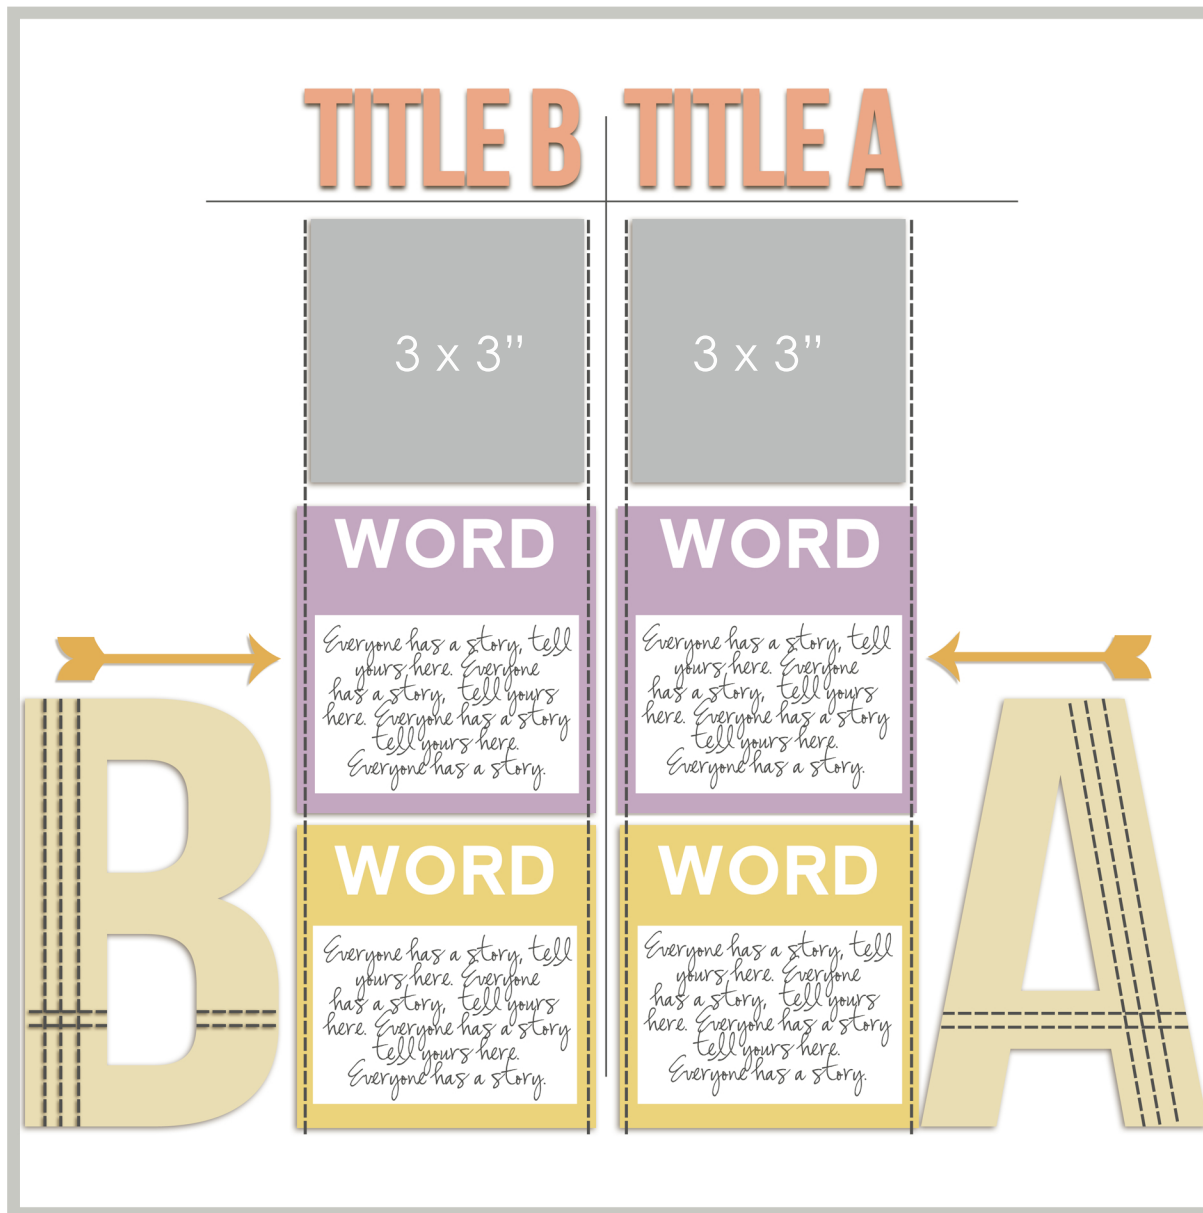 TITLE B
TITLE A
3 x 3”
3 x 3”
WORD
Everyone has a story, tell
yours here. Everyone
has a story, tell yours
here. Everyone has a story
tell yours here.
Everyone has a story.
WORD
Everyone has a story, tell
yours here. Everyone
has a story, tell yours
here. Everyone has a story
tell yours here.
Everyone has a story.
B
A
WORD
Everyone has a story, tell
yours here. Everyone
has a story, tell yours
here. Everyone has a story
tell yours here.
Everyone has a story.
WORD
Everyone has a story, tell
yours here. Everyone
has a story, tell yours
here. Everyone has a story
tell yours here.
Everyone has a story.